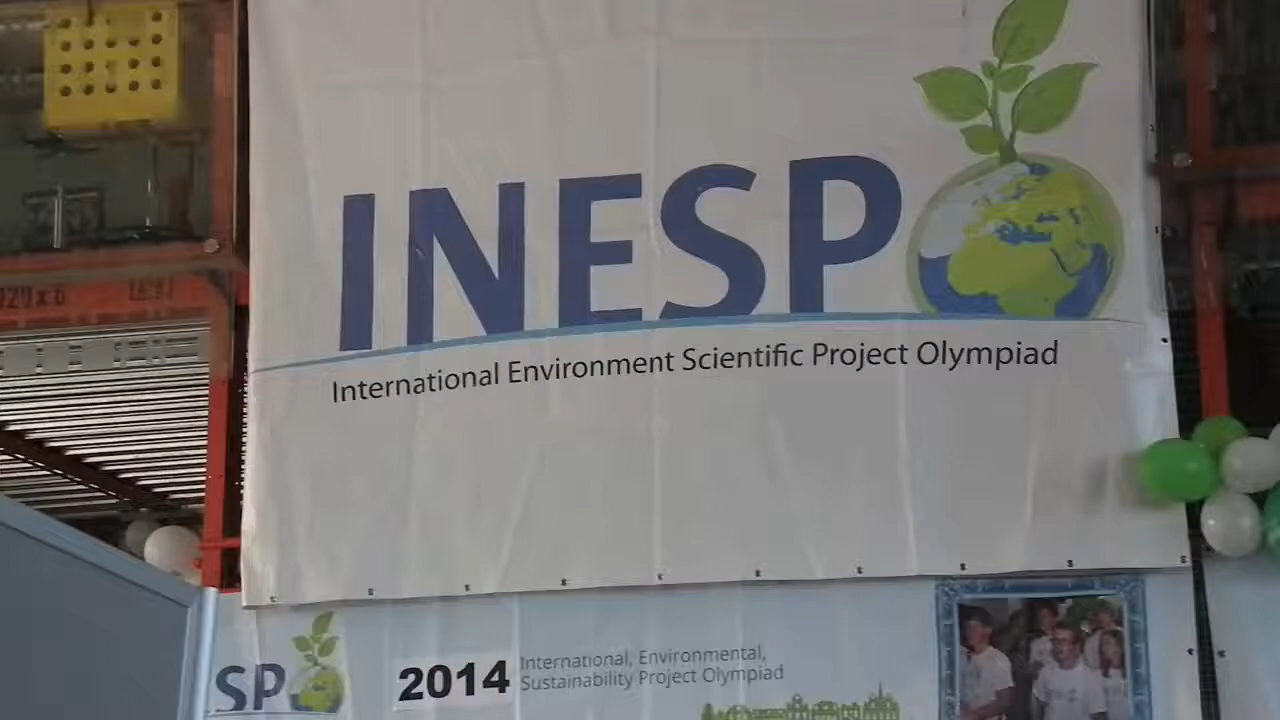 INESP
International Environment Scientific Project Olympiad
SP
2014
International, Environmental,
Sustainability Project Olympiad